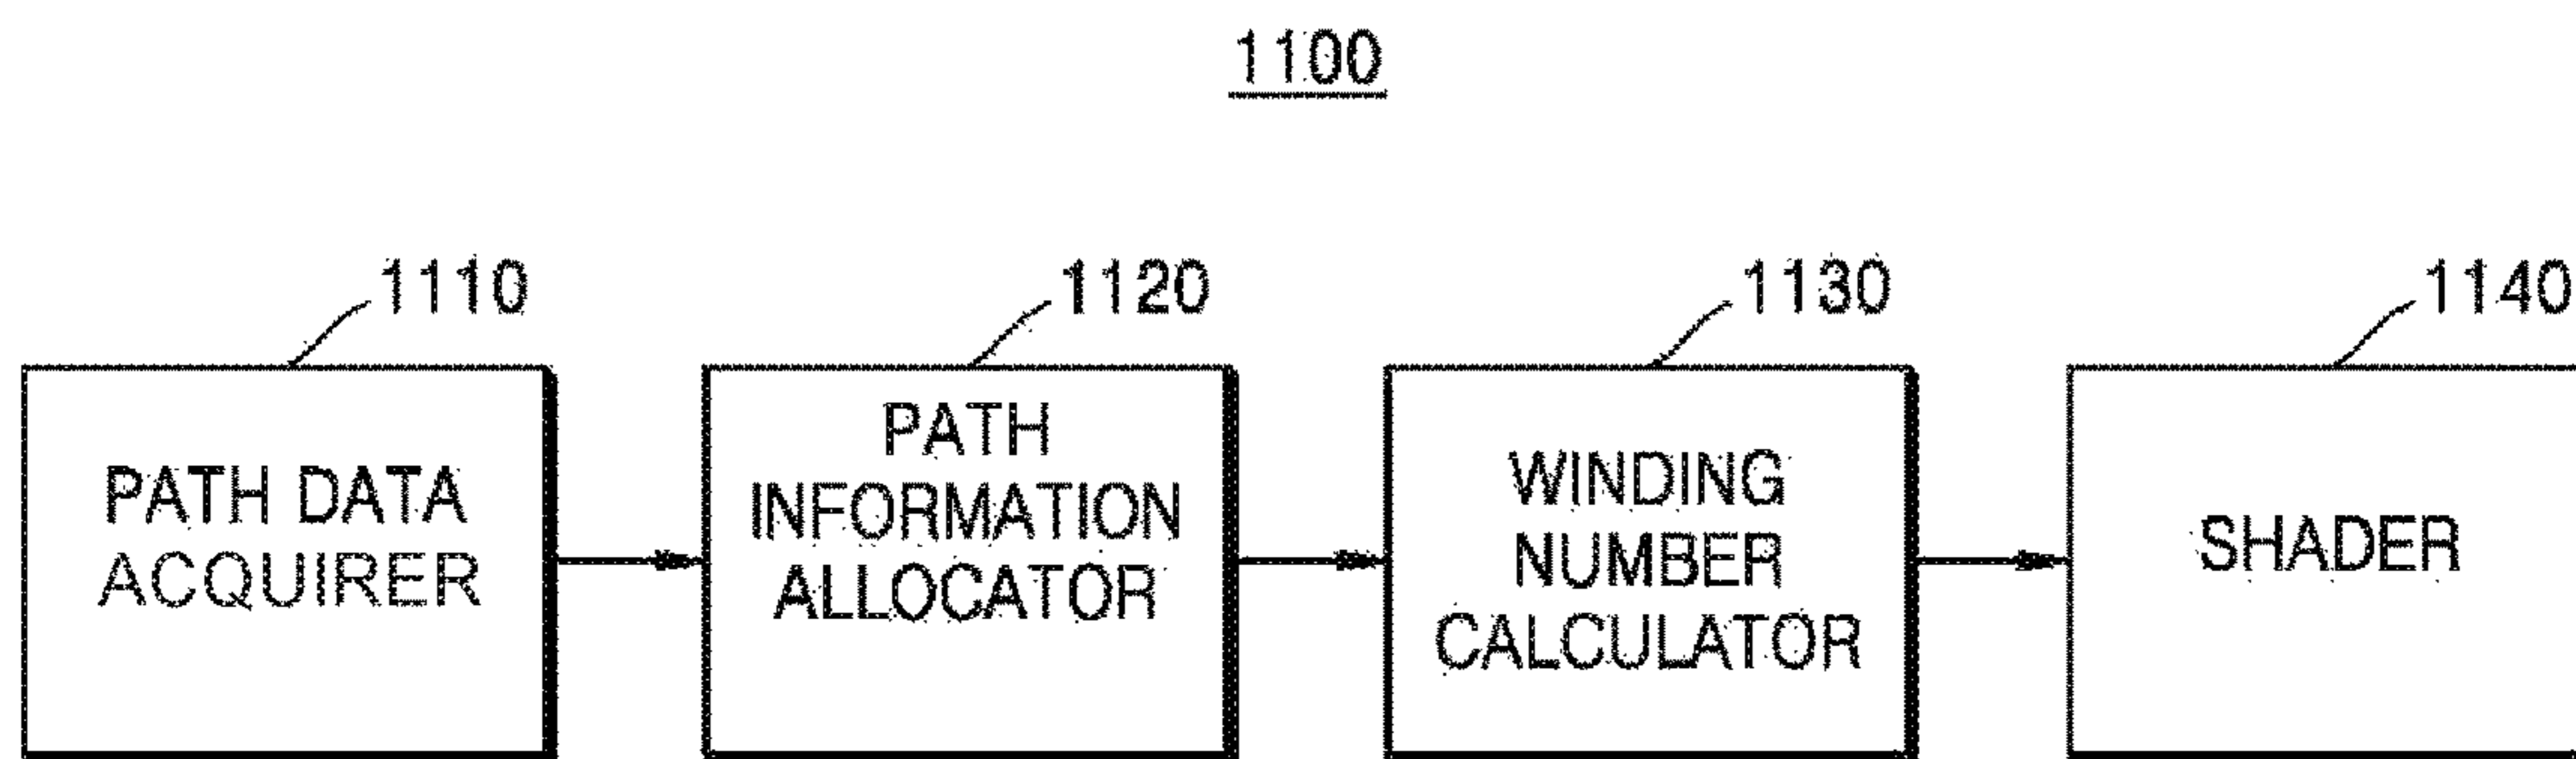 1100
1110
1120
1130
1140
PATH DATA
ACQUIRER
PATH
INFORMATION
ALLOCATOR
WINDING
NUMBER
CALCULATOR
SHADER